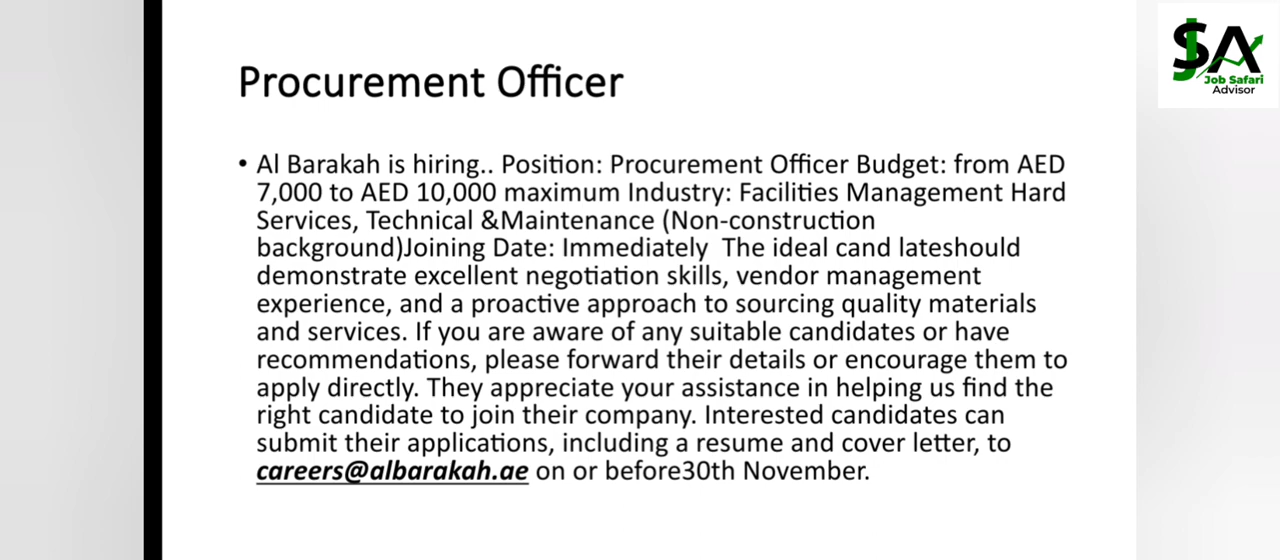 Procurement Officer
• Al Barakah is hiring.. Position: Procurement Officer Budget: from AED
7,000 to AED 10,000 maximum Industry: Facilities Management Hard
Services, Technical &Maintenance (Non-construction
background)Joining Date: Immediately  The ideal cand lateshould
demonstrate excellent negotiation skills, vendor management
experience, and a proactive approach to sourcing quality materials
and services. If you are aware of any suitable candidates or have
recommendations, please forward their details or encourage them to
apply directly. They appreciate your assistance in helping us find the
right candidate to join their company. Interested candidates can
submit their applications, including a resume and cover letter, to
careers@albarakah.ae on or before30th November.
SJA
Job Safari
Advisor